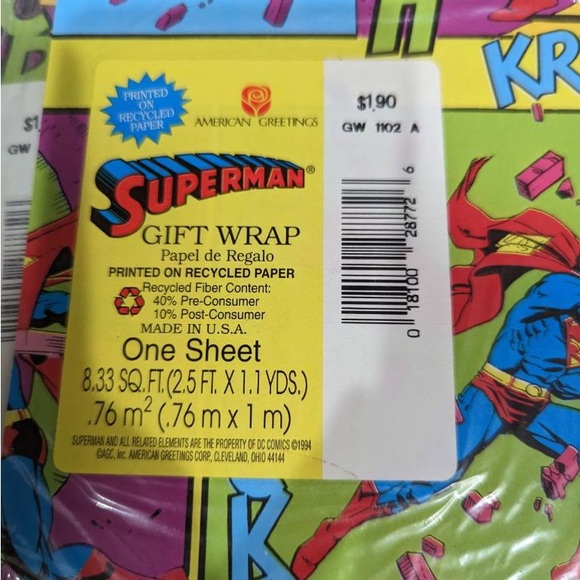 KR
PRINTED
ON
RECYCLED
PAPER
AMERICAN GREETINGS
$1.90
GW 1102 A
SUPERMAN®
GIFT WRAP
Papel de Regalo
PRINTED ON RECYCLED PAPER
Recycled Fiber Content:
40% Pre-Consumer
10% Post-Consumer
MADE IN U.S.A.
One Sheet
8.33 SQ. FT. (2.5 FT. X 1.1 YDS.)
.76 m² (.76 m x 1 m)
SUPERMAN AND ALL RELATED ELEMENTS ARE THE PROPERTY OF DC COMICS ©1994
©AGC, Inc. AMERICAN GREETINGS CORP., CLEVELAND, OHIO 44144
0 18100 28772 6
$1
GW